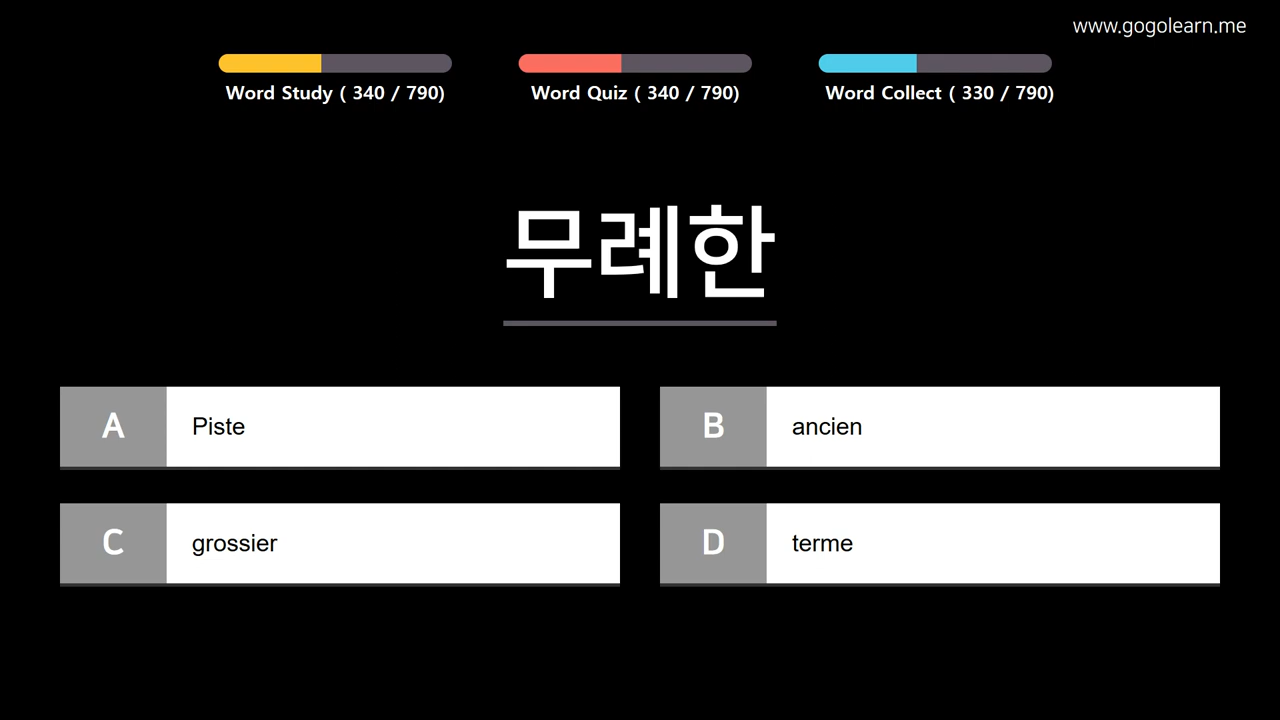 www.gogolearn.me
Word Study ( 340 / 790)
Word Quiz ( 340 / 790)
Word Collect ( 330 / 790)
무례한
A Piste
B ancien
C grossier
D terme